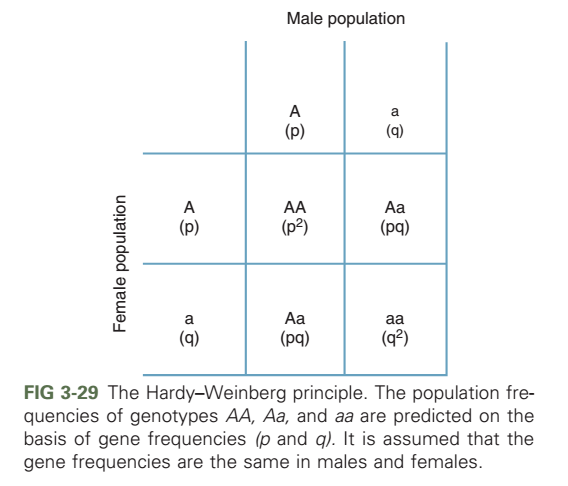 Male population
A a
(p) (q)
Female population
A AA Aa
(p) (p²) (pq)
a Aa aa
(q) (pq) (q²)
FIG 3-29 The Hardy–Weinberg principle. The population fre-
quencies of genotypes AA, Aa, and aa are predicted on the
basis of gene frequencies (p and q). It is assumed that the
gene frequencies are the same in males and females.